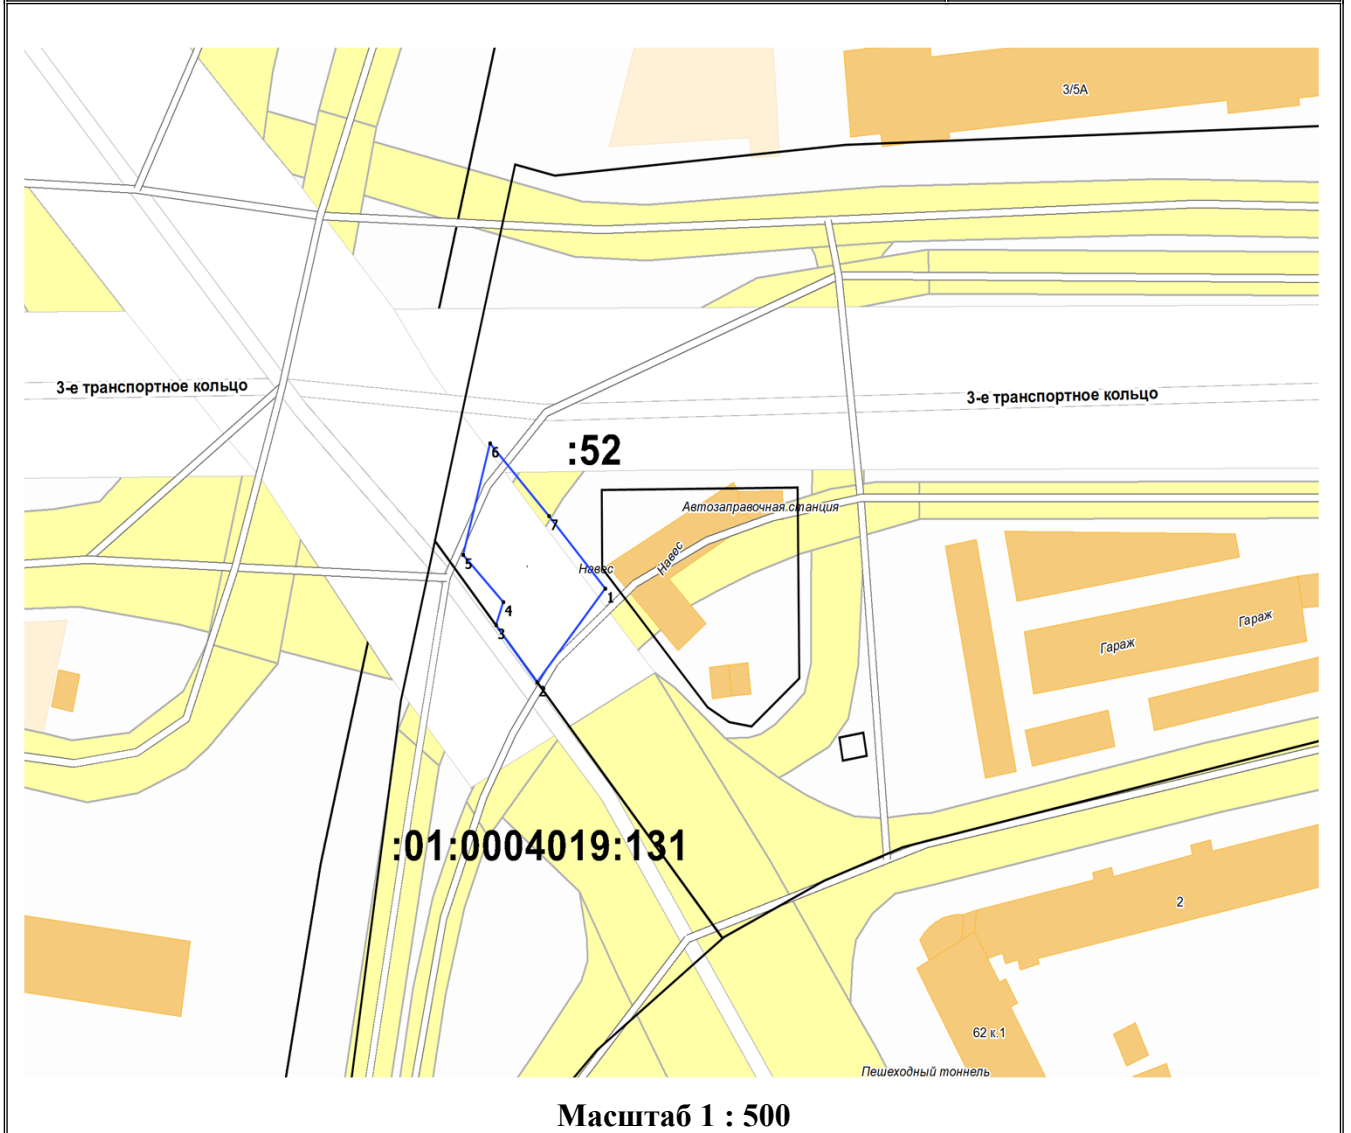 3/5А
3-е транспортное кольцо
3-е транспортное кольцо
6
:52
Автозаправочная станция
7
Навес
Навес
5
1
4
3
Гараж
Гараж
2
:01:0004019:131
2
62 к.1
Пешеходный тоннель
Масштаб 1 : 500